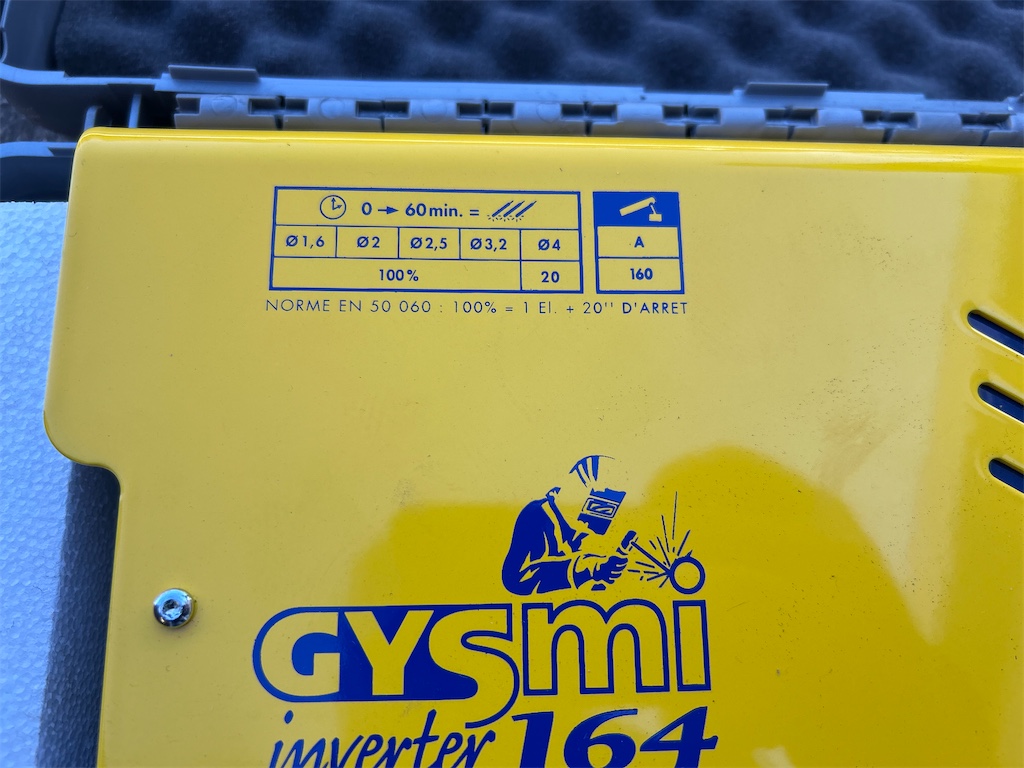 0 → 60 min. =
Ø 1,6 Ø2 Ø2,5 Ø3,2 Ø4
100 % 20
A
160
NORME EN 50 060 : 100% = 1 El. + 20'' D'ARRET
GYSmi
inverter 164